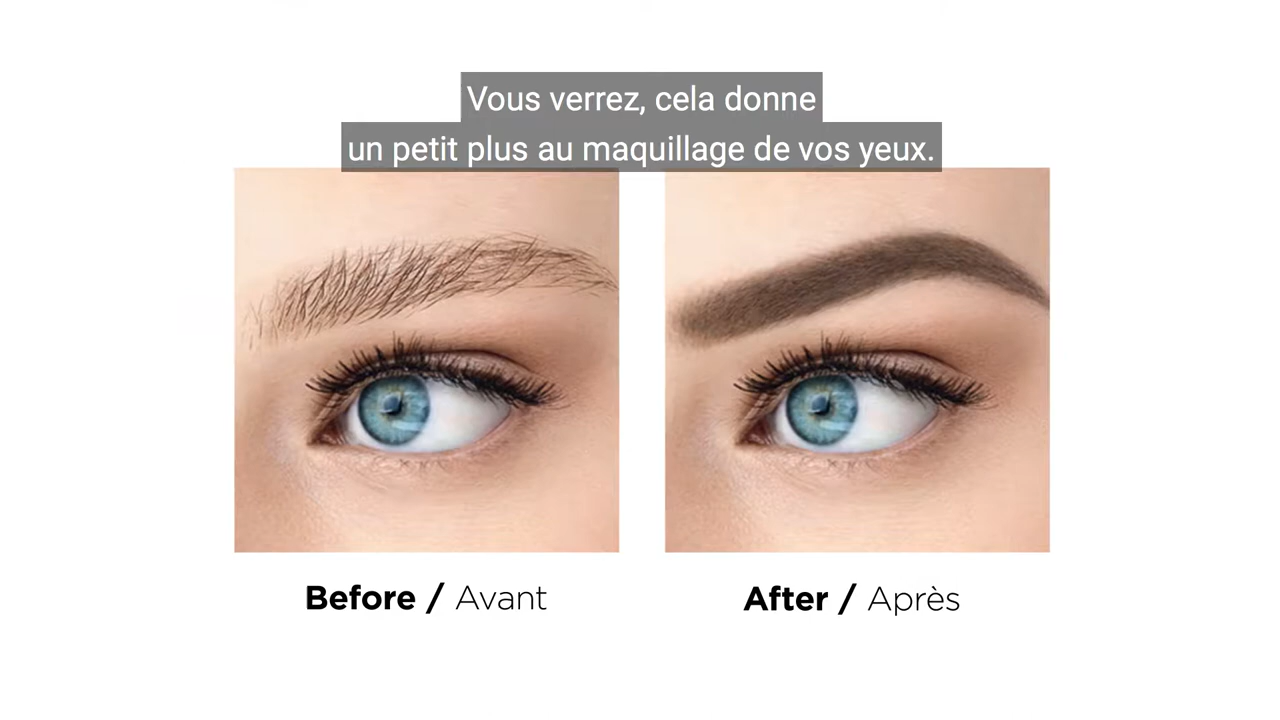 Vous verrez, cela donne
un petit plus au maquillage de vos yeux.
Before / Avant
After / Après